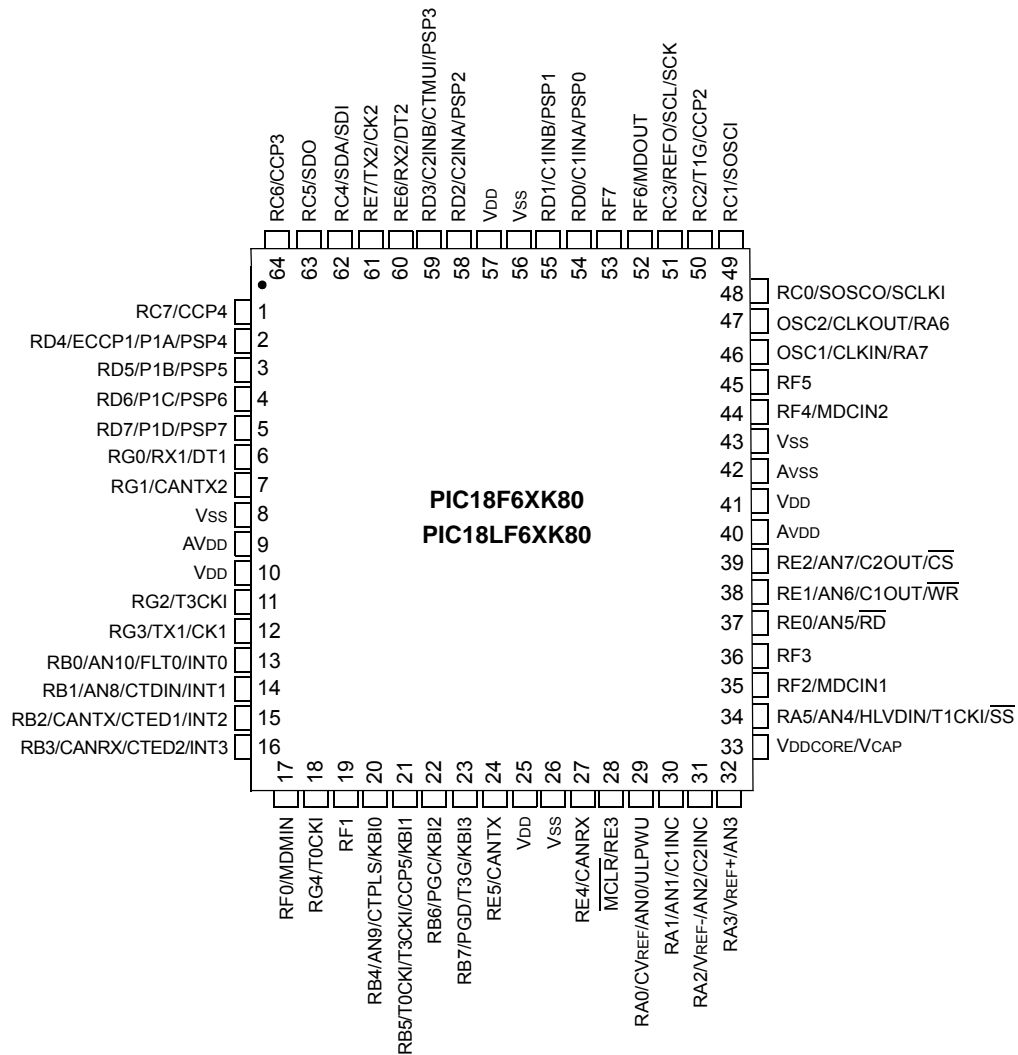 RC6/CCP3
RC5/SDO
RC4/SDA/SDI
RE7/TX2/CK2
RE6/RX2/DT2
RD3/C2INB/CTMUI/PSP3
RD2/C2INA/PSP2
VDD
VSS
RD1/C1INB/PSP1
RD0/C1INA/PSP0
RF7
RF6/MDOUT
RC3/REFO/SCL/SCK
RC2/T1G/CCP2
RC1/SOSCI
64 63 62 61 60 59 58 57 56 55 54 53 52 51 50 49
RC7/CCP4 1
RD4/ECCP1/P1A/PSP4 2
RD5/P1B/PSP5 3
RD6/P1C/PSP6 4
RD7/P1D/PSP7 5
RG0/RX1/DT1 6
RG1/CANTX2 7
VSS 8
AVDD 9
VDD 10
RG2/T3CKI 11
RG3/TX1/CK1 12
RB0/AN10/FLT0/INT0 13
RB1/AN8/CTDIN/INT1 14
RB2/CANTX/CTED1/INT2 15
RB3/CANRX/CTED2/INT3 16
PIC18F6XK80
PIC18LF6XK80
48 RC0/SOSCO/SCLKI
47 OSC2/CLKOUT/RA6
46 OSC1/CLKIN/RA7
45 RF5
44 RF4/MDCIN2
43 VSS
42 AVSS
41 VDD
40 AVDD
39 RE2/AN7/C2OUT/CS
38 RE1/AN6/C1OUT/WR
37 RE0/AN5/RD
36 RF3
35 RF2/MDCIN1
34 RA5/AN4/HLVDIN/T1CKI/SS
33 VDDCORE/VCAP
17 18 19 20 21 22 23 24 25 26 27 28 29 30 31 32
RF0/MDMIN
RG4/T0CKI
RF1
RB4/AN9/CTPLS/KBI0
RB5/T0CKI/T3CKI/CCP5/KBI1
RB6/PGC/KBI2
RB7/PGD/T3G/KBI3
RE5/CANTX
VDD
VSS
RE4/CANRX
MCLR/RE3
RA0/CVREF/AN0/ULPWU
RA1/AN1/C1INC
RA2/VREF-/AN2/C2INC
RA3/VREF+/AN3